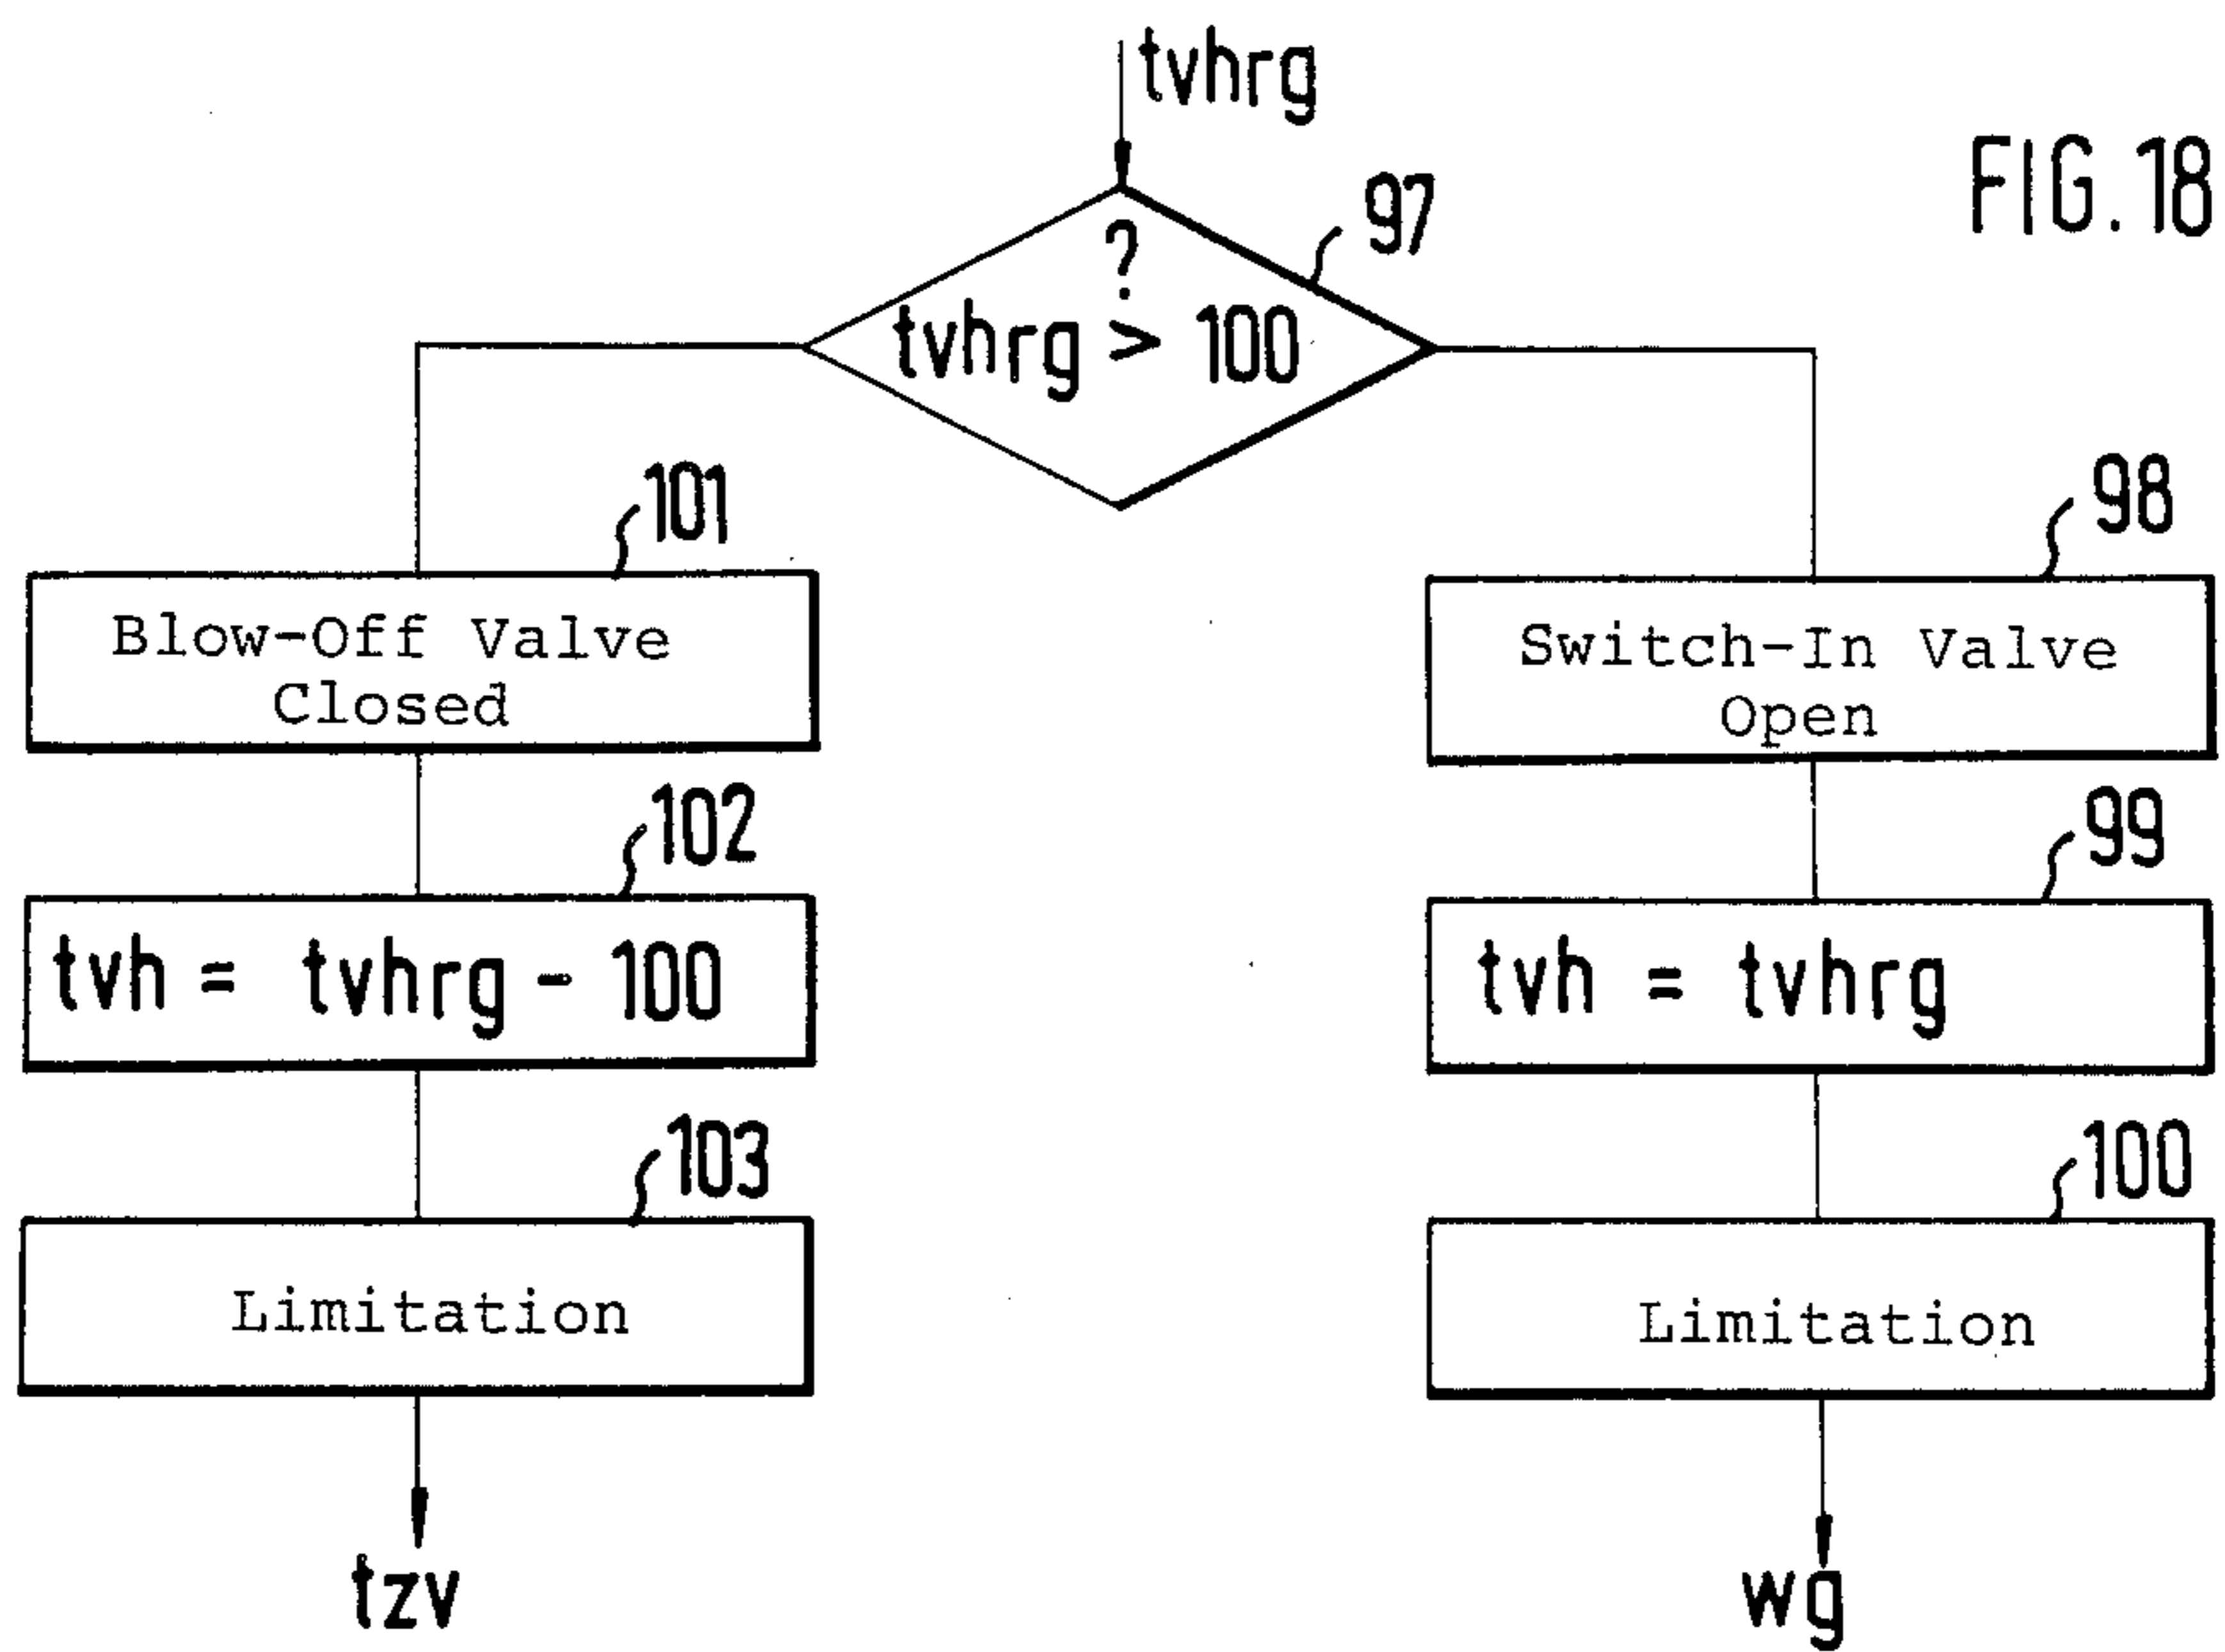 tvhrg
FIG.18
97
?
tvhrg > 100
101
Blow-Off Valve
Closed
98
Switch-In Valve
Open
102
tvh = tvhrg - 100
99
tvh = tvhrg
103
Limitation
100
Limitation
tzv
wg